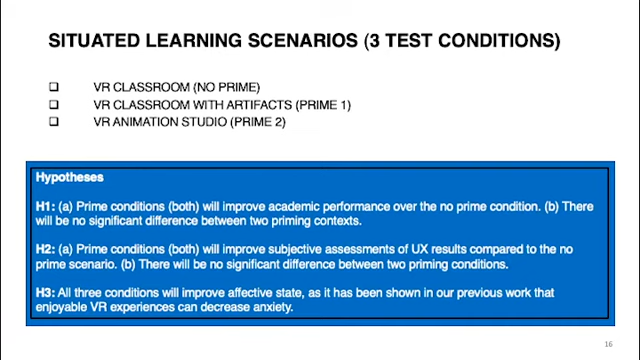 SITUATED LEARNING SCENARIOS (3 TEST CONDITIONS)
VR CLASSROOM (NO PRIME)
VR CLASSROOM WITH ARTIFACTS (PRIME 1)
VR ANIMATION STUDIO (PRIME 2)
Hypotheses
H1: (a) Prime conditions (both) will improve academic performance over the no prime condition. (b) There
will be no significant difference between two priming contexts.
H2: (a) Prime conditions (both) will improve subjective assessments of UX results compared to the no
prime scenario. (b) There will be no significant difference between two priming conditions.
H3: All three conditions will improve affective state, as it has been shown in our previous work that
enjoyable VR experiences can decrease anxiety.
16